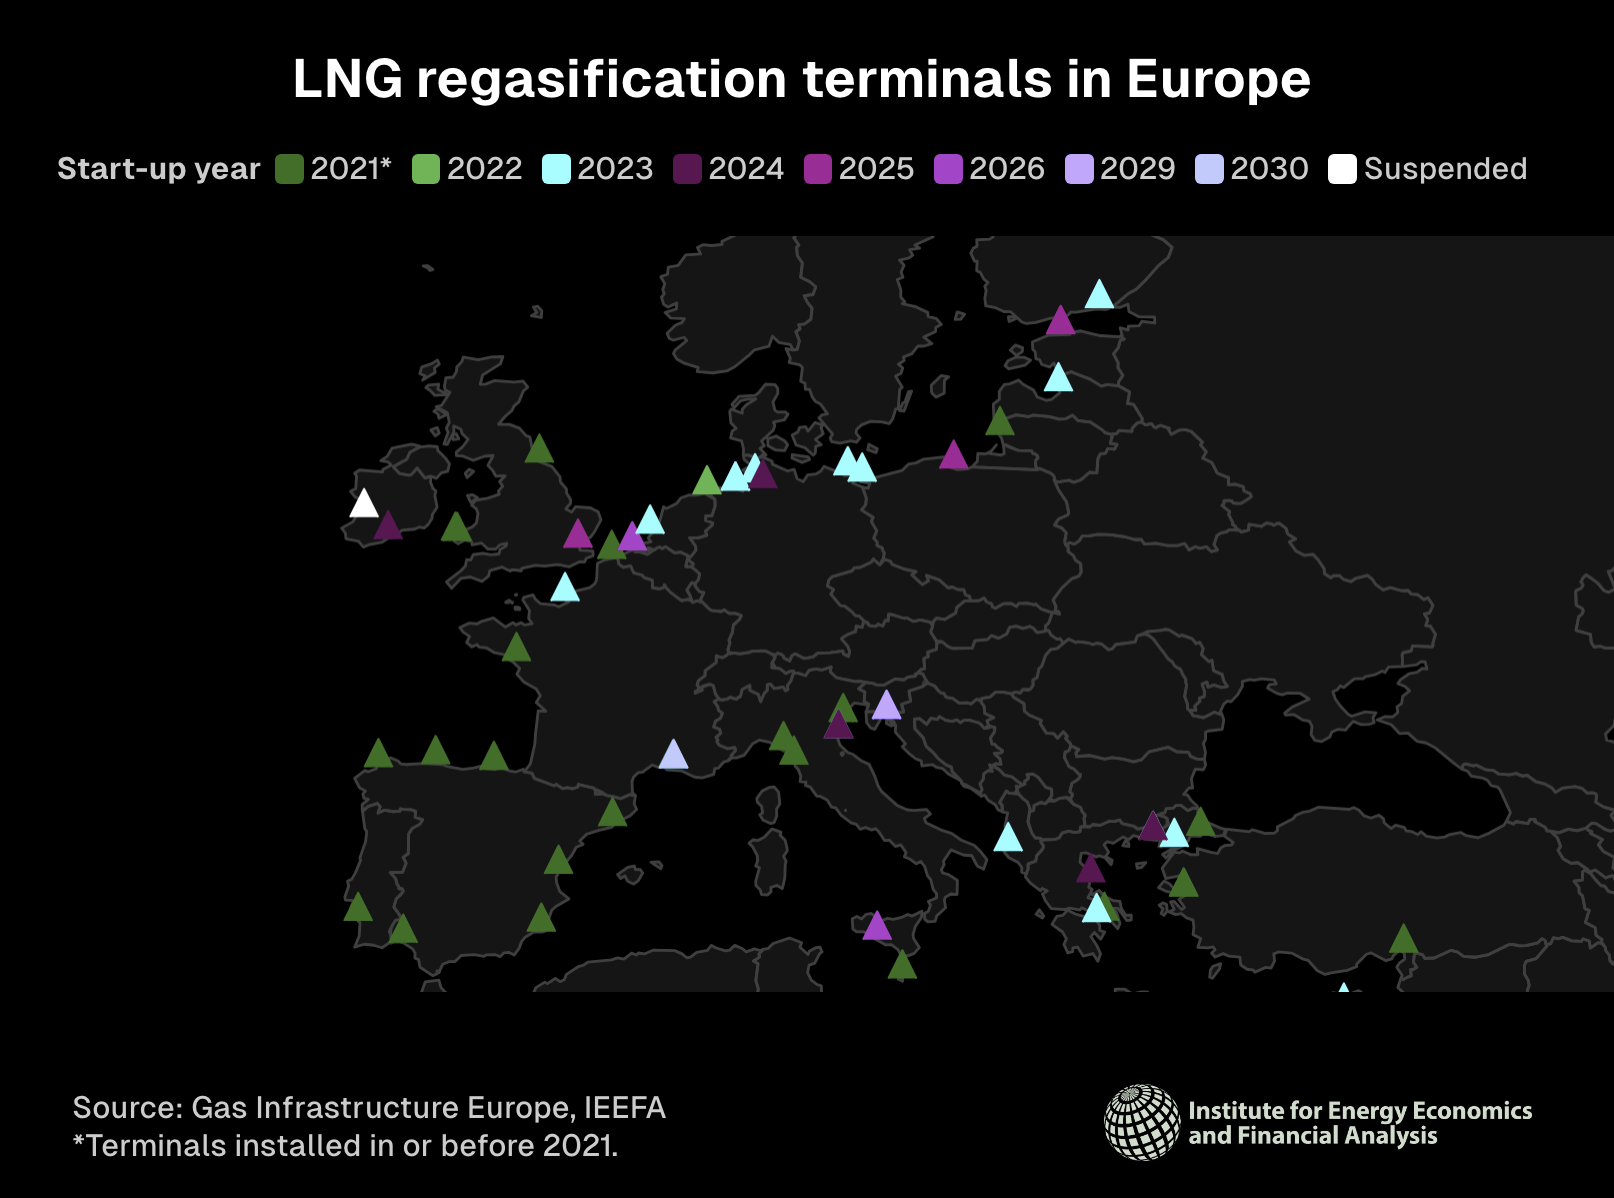 LNG regasification terminals in Europe
Start-up year 2021* 2022 2023 2024 2025 2026 2029 2030 Suspended
Source: Gas Infrastructure Europe, IEEFA
*Terminals installed in or before 2021.
Institute for Energy Economics
and Financial Analysis